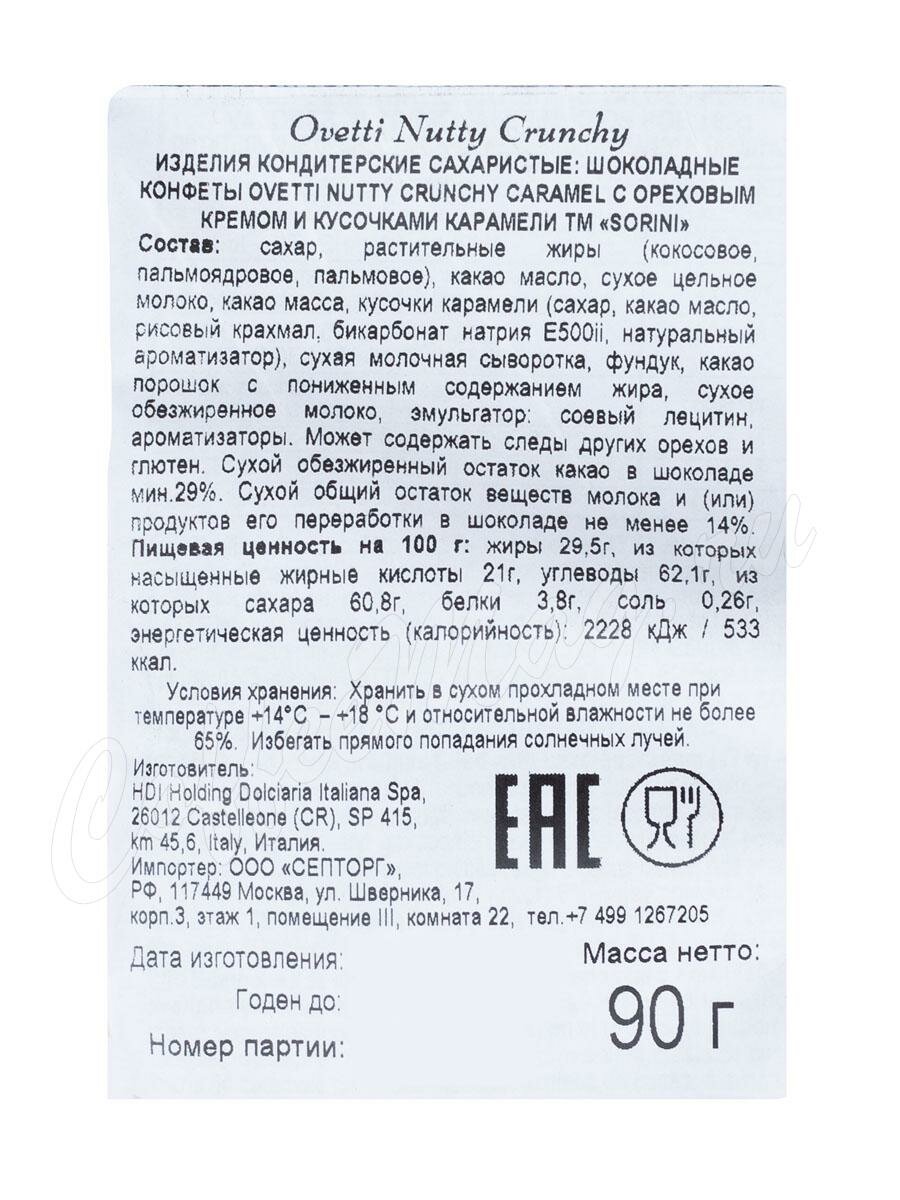 Ovetti Nutty Crunchy
ИЗДЕЛИЯ КОНДИТЕРСКИЕ САХАРИСТЫЕ: ШОКОЛАДНЫЕ
КОНФЕТЫ OVETTI NUTTY CRUNCHY CARAMEL С ОРЕХОВЫМ
КРЕМОМ И КУСОЧКАМИ КАРАМЕЛИ ТМ «SORINI»
Состав: сахар, растительные жиры (кокосовое,
пальмоядровое, пальмовое), какао масло, сухое цельное
молоко, какао масса, кусочки карамели (сахар, какао масло,
рисовый крахмал, бикарбонат натрия Е500ii, натуральный
ароматизатор), сухая молочная сыворотка, фундук, какао
порошок с пониженным содержанием жира, сухое
обезжиренное молоко, эмульгатор: соевый лецитин,
ароматизаторы. Может содержать следы других орехов и
глютен. Сухой обезжиренный остаток какао в шоколаде
мин.29%. Сухой общий остаток веществ молока и (или)
продуктов его переработки в шоколаде не менее 14%.
Пищевая ценность на 100 г: жиры 29,5г, из которых
насыщенные жирные кислоты 21г, углеводы 62,1г, из
которых сахара 60,8г, белки 3,8г, соль 0,26г,
энергетическая ценность (калорийность): 2228 кДж / 533
ккал.
Условия хранения: Хранить в сухом прохладном месте при
температуре +14°С – +18 °С и относительной влажности не более
65%. Избегать прямого попадания солнечных лучей.
Изготовитель:
HDI Holding Dolciaria Italiana Spa,
26012 Castelleone (CR), SP 415,
km 45,6, Italy, Италия.
Импортер: ООО «СЕПТОРГ»,
РФ, 117449 Москва, ул. Шверника, 17,
корп.3, этаж 1, помещение III, комната 22, тел.+7 499 1267205
EAC
Дата изготовления:
Годен до:
Номер партии:
Масса нетто:
90 г
CoffeeMag.ru